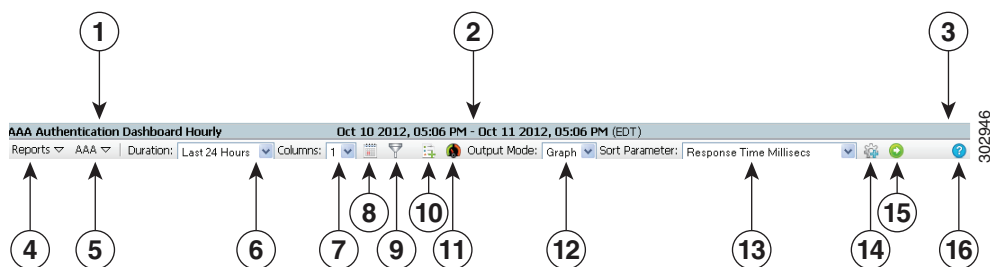 1 2 3
AAA Authentication Dashboard Hourly Oct 10 2012, 05:06 PM - Oct 11 2012, 05:06 PM (EDT)
Reports AAA Duration: Last 24 Hours Columns: 1 Output Mode: Graph Sort Parameter: Response Time Millisecs ?
302946
4 5 6 7 8 9 10 11 12 13 14 15 16